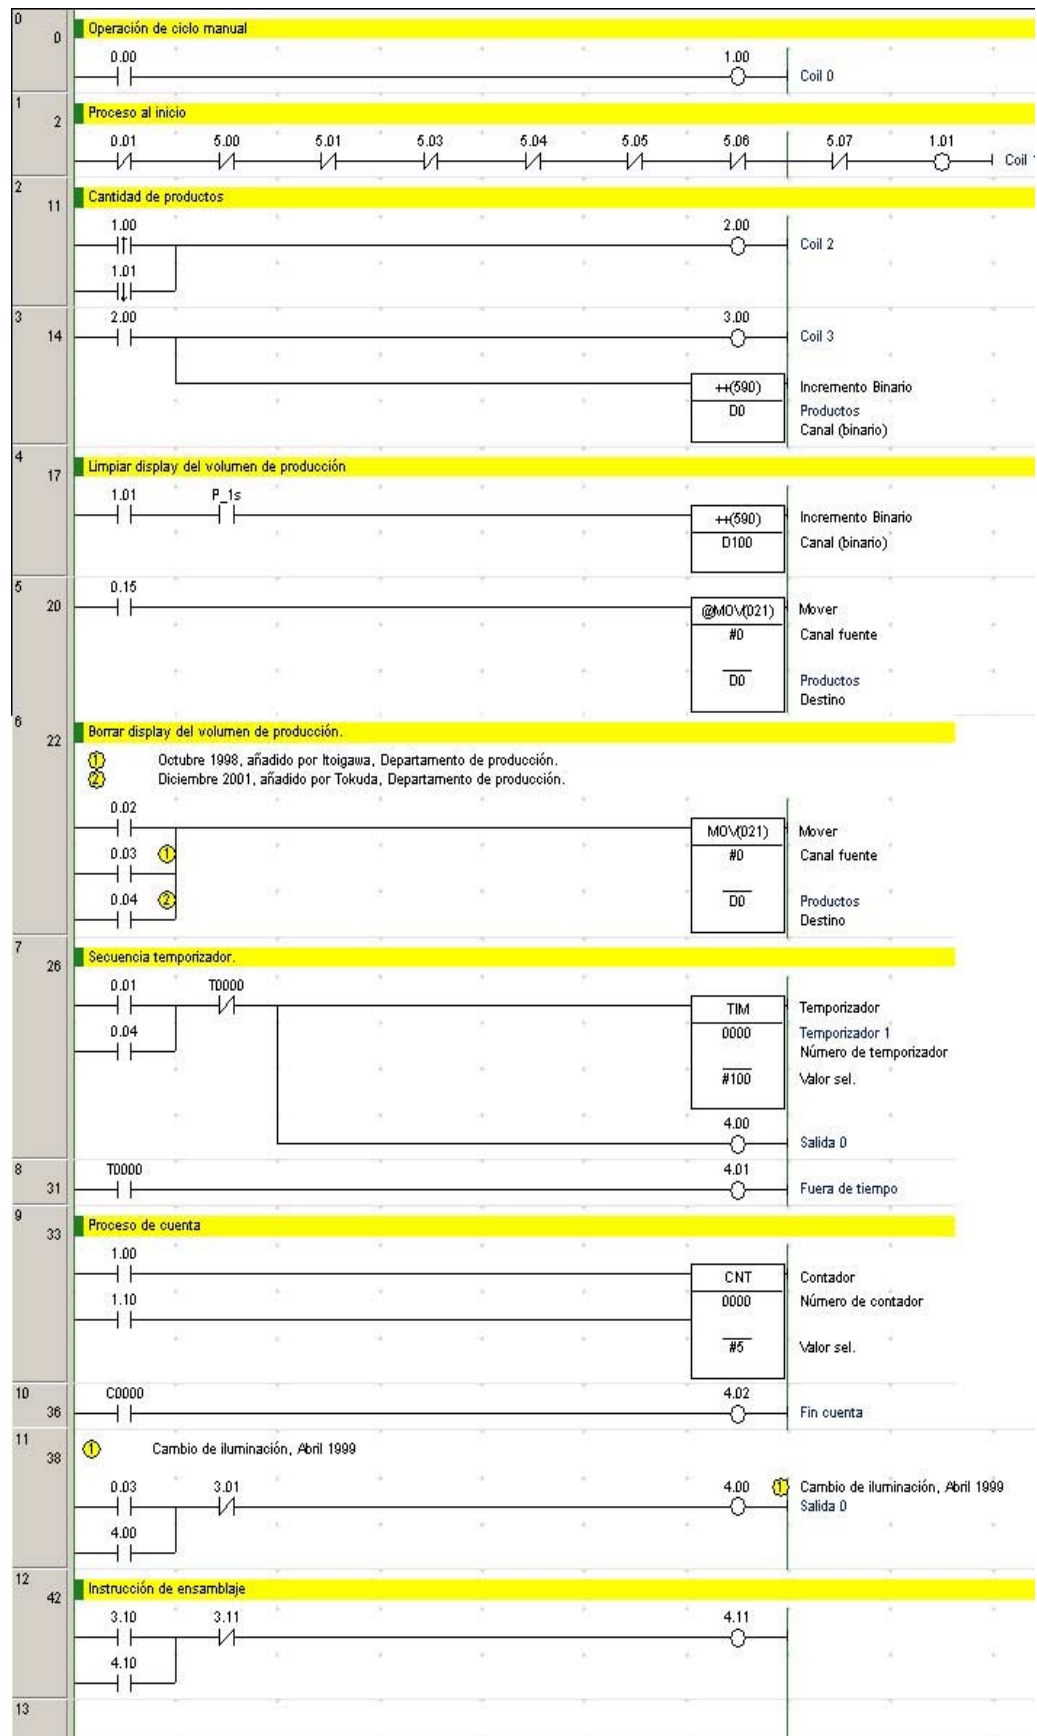 0
0
Operación de ciclo manual
0.00 1.00
Coil 0
1
2
Proceso al inicio
0.01 5.00 5.01 5.03 5.04 5.05 5.06 5.07 1.01
Coil
2
11
Cantidad de productos
1.00 2.00
Coil 2
1.01
3
14
2.00 3.00
Coil 3
++(590) Incremento Binario
D0 Productos
Canal (binario)
4
17
Limpiar display del volumen de producción
1.01 P_1s
++(590) Incremento Binario
D100 Canal (binario)
5
20
0.15
@MOV(021) Mover
#0 Canal fuente
D0 Productos
Destino
6
22
Borrar display del volumen de producción.
1 Octubre 1998, añadido por Itoigawa, Departamento de producción.
2 Diciembre 2001, añadido por Tokuda, Departamento de producción.
0.02
MOV(021) Mover
0.03 1 #0 Canal fuente
0.04 2 D0 Productos
Destino
7
26
Secuencia temporizador.
0.01 T0000
TIM Temporizador
0.04 0000 Temporizador 1
Número de temporizador
#100 Valor sel.
4.00
Salida 0
8
31
T0000 4.01
Fuera de tiempo
9
33
Proceso de cuenta
1.00
CNT Contador
1.10 0000 Número de contador
#5 Valor sel.
10
36
C0000 4.02
Fin cuenta
11
38
1 Cambio de iluminación, Abril 1999
0.03 3.01 4.00 1 Cambio de iluminación, Abril 1999
Salida 0
4.00
12
42
Instrucción de ensamblaje
3.10 3.11 4.11
4.10
13